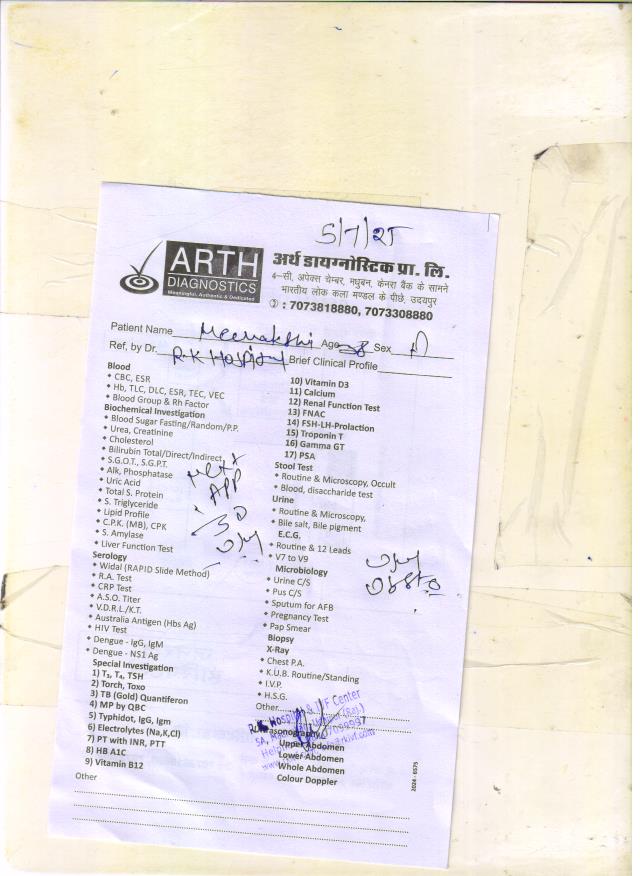 5/7/25
ARTH
DIAGNOSTICS
Meaningful, Authentic & Dedicated
अर्थ डायग्नोस्टिक प्रा. लि.
4-सी, अपेक्स चेम्बर, मधुबन, केनरा बैंक के सामने
भारतीय लोक कला मण्डल के पीछे, उदयपुर
: 7073818880, 7073308880
Patient Name Meenakshi Age 38 Sex
Ref, by Dr. R.K Hospital Brief Clinical Profile
Blood
CBC, ESR
Hb, TLC, DLC, ESR, TEC, VEC
Blood Group & Rh Factor
Biochemical Investigation
Blood Sugar Fasting/Random/P.P.
Urea, Creatinine
Cholesterol
Bilirubin Total/Direct/Indirect
S.G.O.T., S.G.P.T.
Alk, Phosphatase
Uric Acid
Total S. Protein
S. Triglyceride
Lipid Profile
C.P.K. (MB), CPK
S. Amylase
Liver Function Test
Serology
Widal (RAPID Slide Method)
R.A. Test
CRP Test
A.S.O. Titer
V.D.R.L./K.T.
Australia Antigen (Hbs Ag)
HIV Test
Dengue - IgG, IgM
Dengue - NS1 Ag
Special Investigation
1) T₃, T₄, TSH
2) Torch, Toxo
3) TB (Gold) Quantiferon
4) MP by QBC
5) Typhidot, IgG, Igm
6) Electrolytes (Na,K,Cl)
7) PT with INR, PTT
8) HB A1C
9) Vitamin B12
Other
10) Vitamin D3
11) Calcium
12) Renal Function Test
13) FNAC
14) FSH-LH-Prolaction
15) Troponin T
16) Gamma GT
17) PSA
Stool Test
Routine & Microscopy, Occult
Blood, disaccharide test
Urine
Routine & Microscopy,
Bile salt, Bile pigment
E.C.G.
Routine & 12 Leads
V7 to V9
Microbiology
Urine C/S
Pus C/S
Sputum for AFB
Pregnancy Test
Pap Smear
Biopsy
X-Ray
Chest P.A.
K.U.B. Routine/Standing
I.V.P.
H.S.G.
Other
Ultrasonography
Upper Abdomen
Lower Abdomen
Whole Abdomen
Colour Doppler
APP
Hospital & IVF Center
2024 - 0575